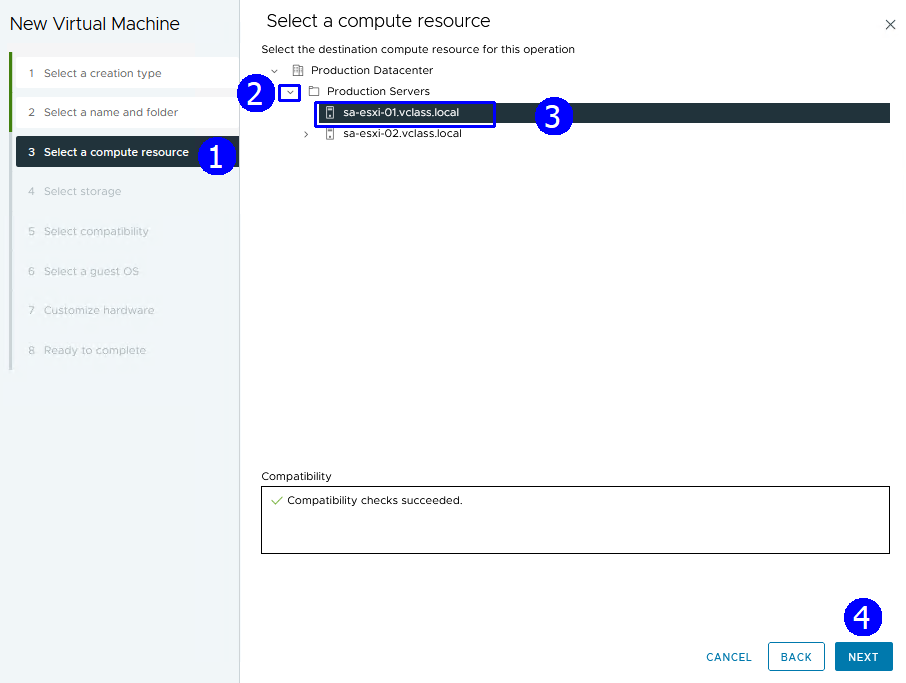 New Virtual Machine
1 Select a creation type
2 Select a name and folder
3 Select a compute resource
1
4 Select storage
5 Select compatibility
6 Select a guest OS
7 Customize hardware
8 Ready to complete
Select a compute resource
Select the destination compute resource for this operation
Production Datacenter
2
Production Servers
sa-esxi-01.vclass.local
3
sa-esxi-02.vclass.local
Compatibility
Compatibility checks succeeded.
4
CANCEL BACK NEXT